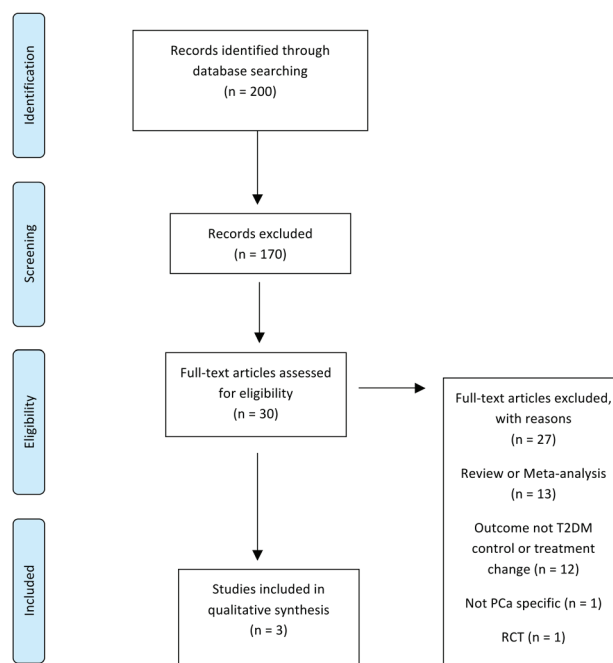 Identification
Records identified through
database searching
(n = 200)
Screening
Records excluded
(n = 170)
Eligibility
Full-text articles assessed
for eligibility
(n = 30)
Full-text articles excluded,
with reasons
(n = 27)
Review or Meta-analysis
(n = 13)
Outcome not T2DM
control or treatment
change (n = 12)
Not PCa specific (n = 1)
RCT (n = 1)
Included
Studies included in
qualitative synthesis
(n = 3)